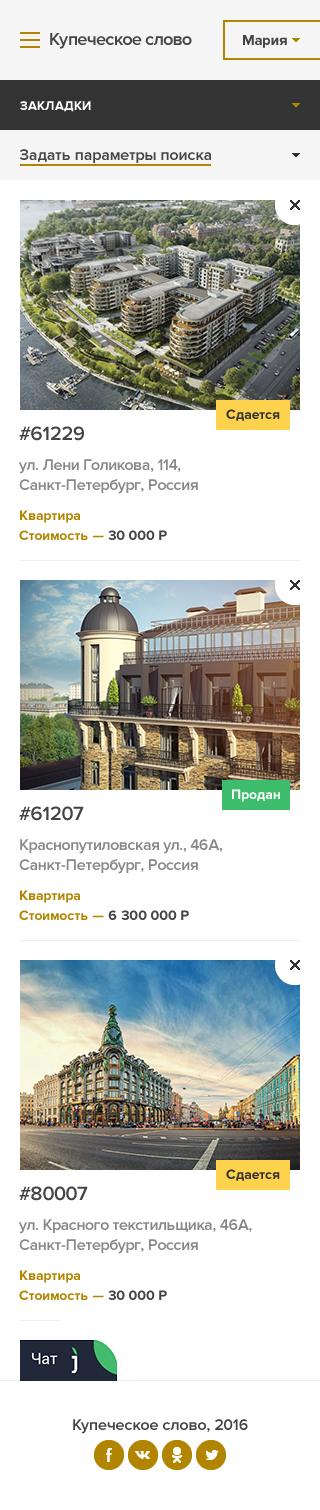 Купеческое слово
Мария
ЗАКЛАДКИ
Задать параметры поиска
Сдается
#61229
ул. Лени Голикова, 114,
Санкт-Петербург, Россия
Квартира
Стоимость — 30 000 Р
Продан
#61207
Краснопутиловская ул., 46А,
Санкт-Петербург, Россия
Квартира
Стоимость — 6 300 000 Р
Сдается
#80007
ул. Красного текстильщика, 46А,
Санкт-Петербург, Россия
Квартира
Стоимость — 30 000 Р
Чат
Купеческое слово, 2016